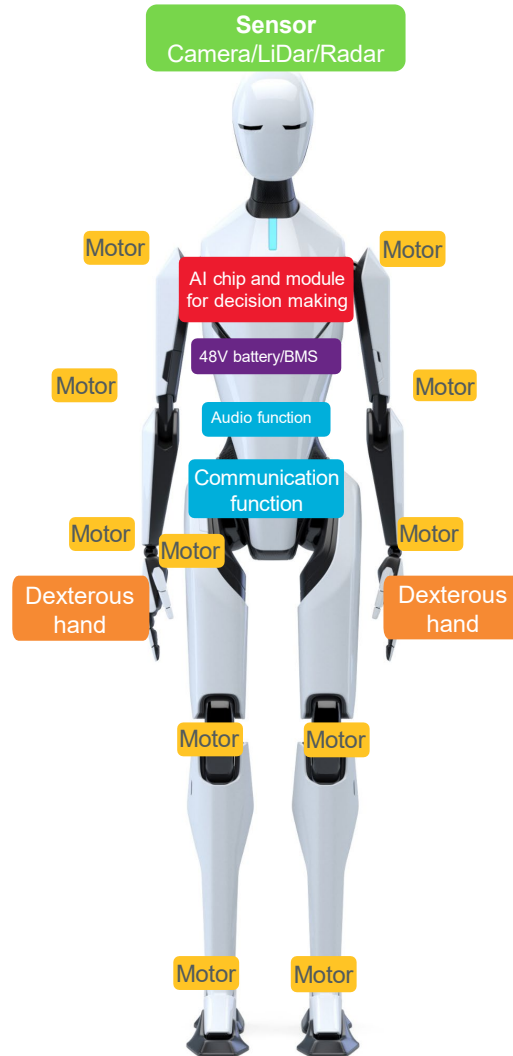 Sensor
Camera/LiDar/Radar
Motor
Motor
AI chip and module
for decision making
48V battery/BMS
Motor
Motor
Audio function
Communication
function
Motor
Motor
Motor
Dexterous
hand
Dexterous
hand
Motor
Motor
Motor
Motor